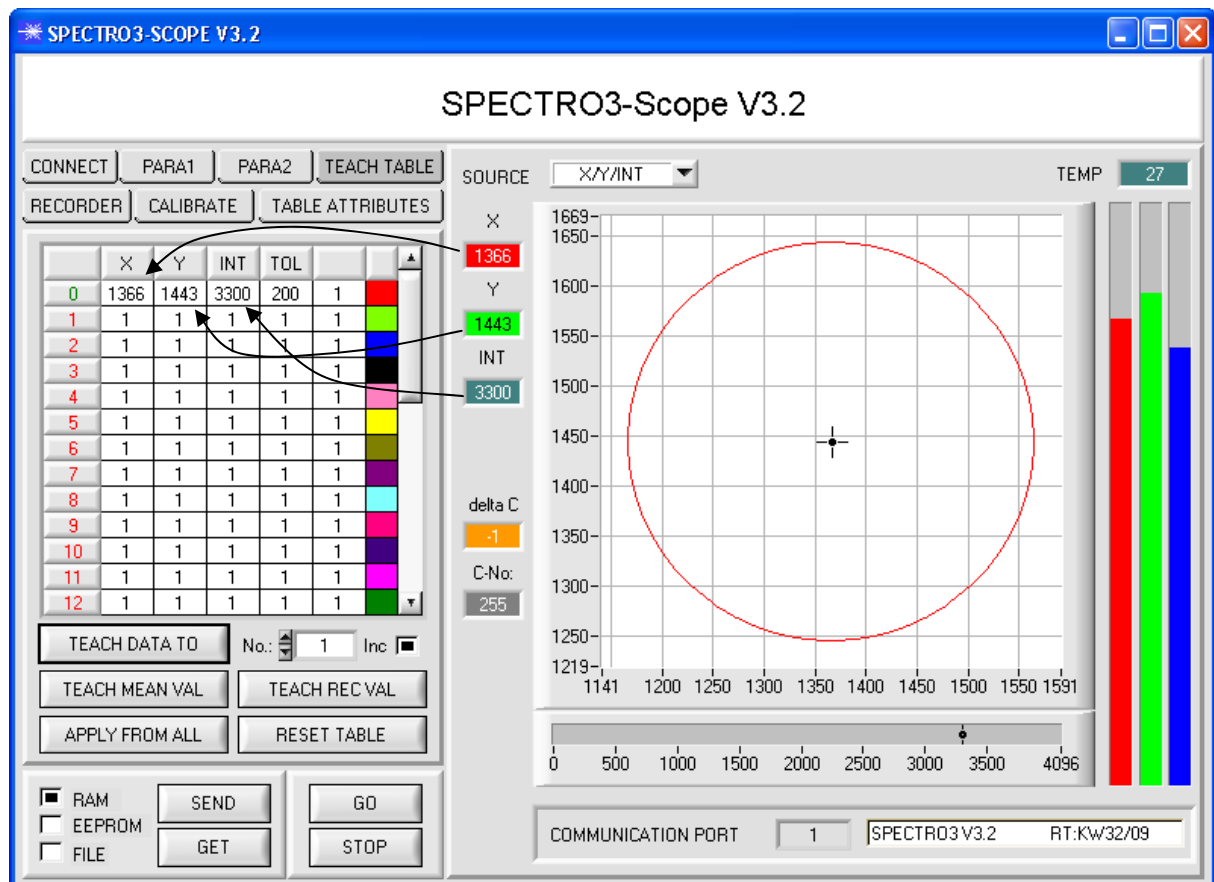 SPECTRO3-SCOPE V3.2
SPECTRO3-Scope V3.2
CONNECT PARA1 PARA2 TEACH TABLE
RECORDER CALIBRATE TABLE ATTRIBUTES
X Y INT TOL
0 1366 1443 3300 200 1
1 1 1 1 1 1
2 1 1 1 1 1
3 1 1 1 1 1
4 1 1 1 1 1
5 1 1 1 1 1
6 1 1 1 1 1
7 1 1 1 1 1
8 1 1 1 1 1
9 1 1 1 1 1
10 1 1 1 1 1
11 1 1 1 1 1
12 1 1 1 1 1
TEACH DATA TO No.: 1 Inc
TEACH MEAN VAL TEACH REC VAL
APPLY FROM ALL RESET TABLE
RAM
EEPROM
FILE
SEND
GET
GO
STOP
SOURCE X/Y/INT
TEMP 27
X
1366
Y
1443
INT
3300
delta C
-1
C-No:
255
1669
1650
1600
1550
1500
1450
1400
1350
1300
1250
1219
1141 1200 1250 1300 1350 1400 1450 1500 1550 1591
0 500 1000 1500 2000 2500 3000 3500 4096
COMMUNICATION PORT 1 SPECTRO3 V3.2 RT:KW32/09